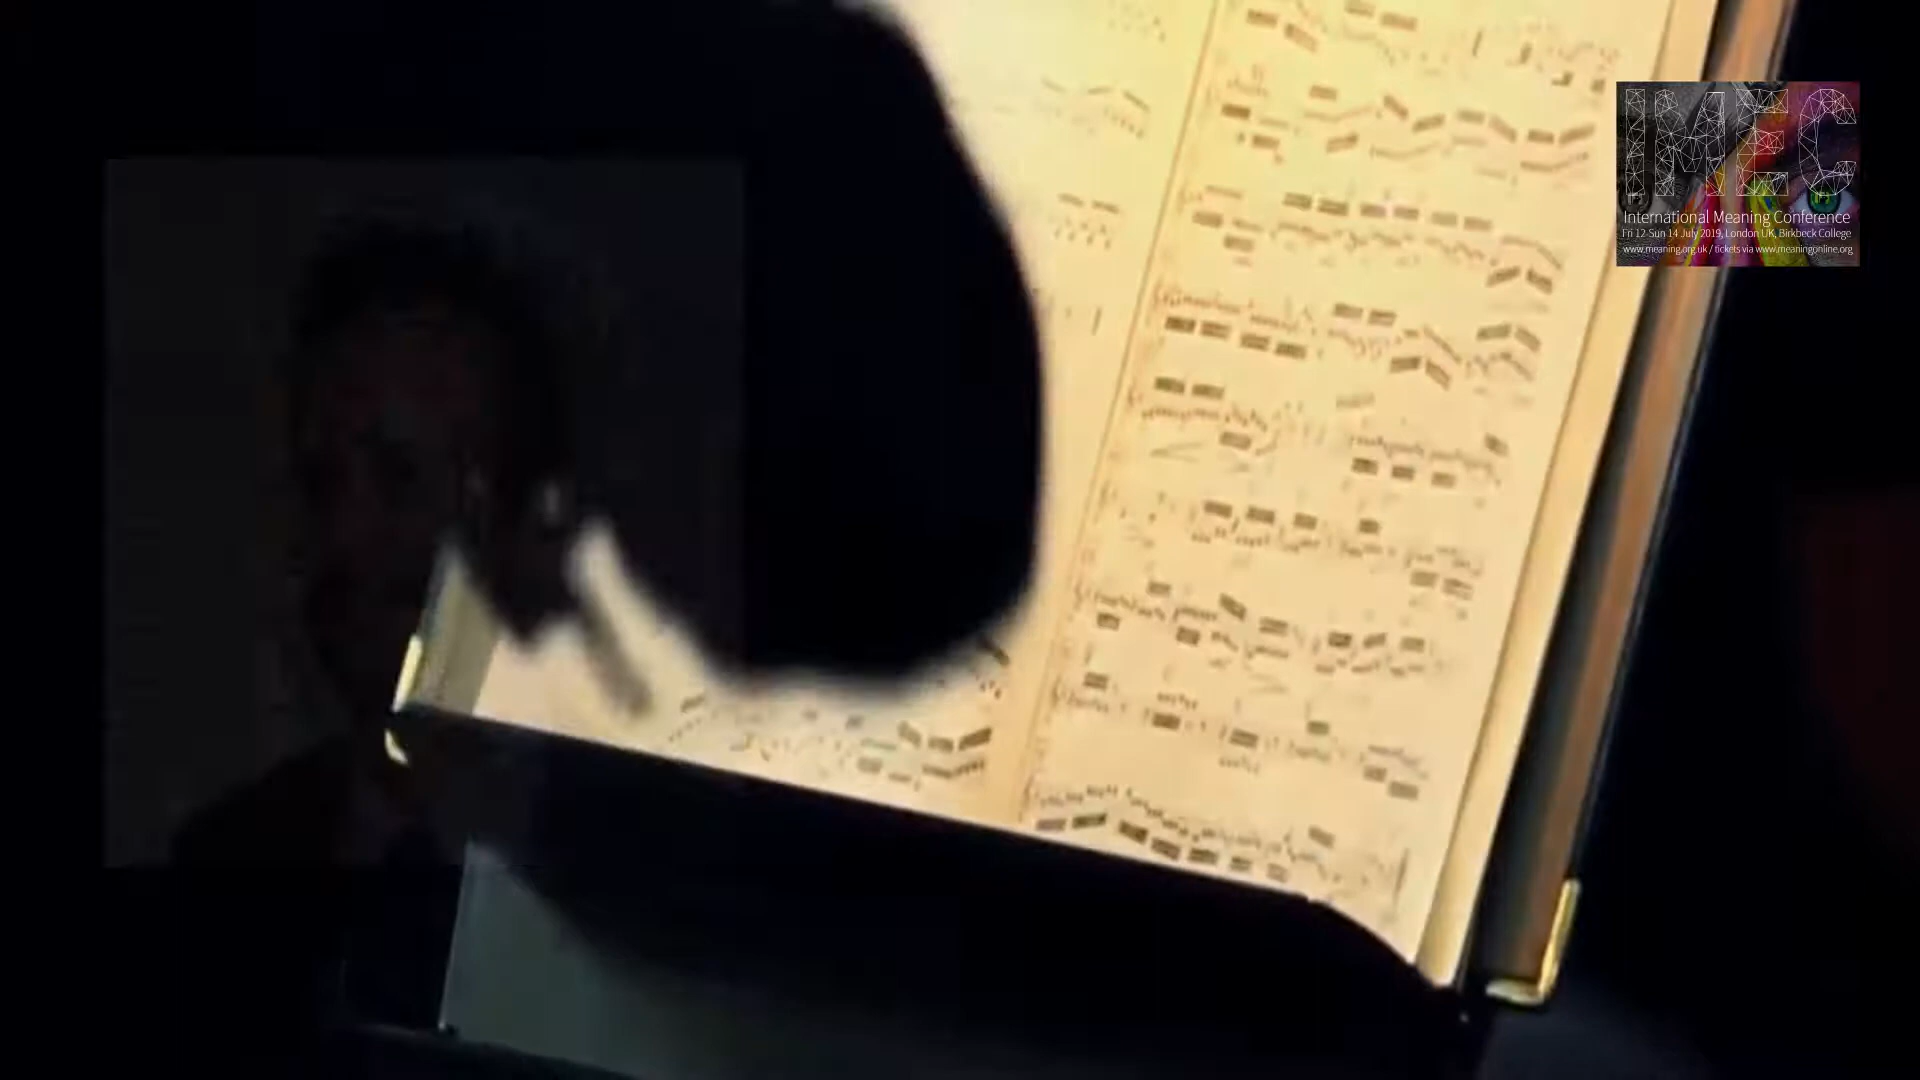 IMEC
International Meaning Conference
Fri 12-Sun 14 July 2019, London UK, Birkbeck College
www.meaning.org.uk / tickets via www.meaningonline.org